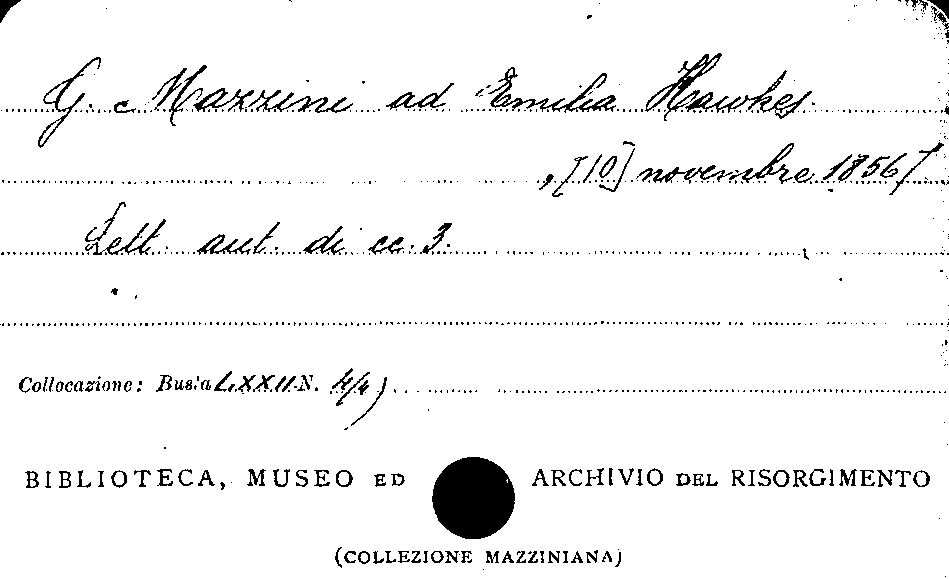 G. Mazzini ad Emilia Hawkes.
, [10] novembre 1856]
Lett. aut. di cc. 3.
Collocazione: Busta LXXII N. 4/4)
BIBLIOTECA, MUSEO ED ARCHIVIO DEL RISORGIMENTO
(COLLEZIONE MAZZINIANA)